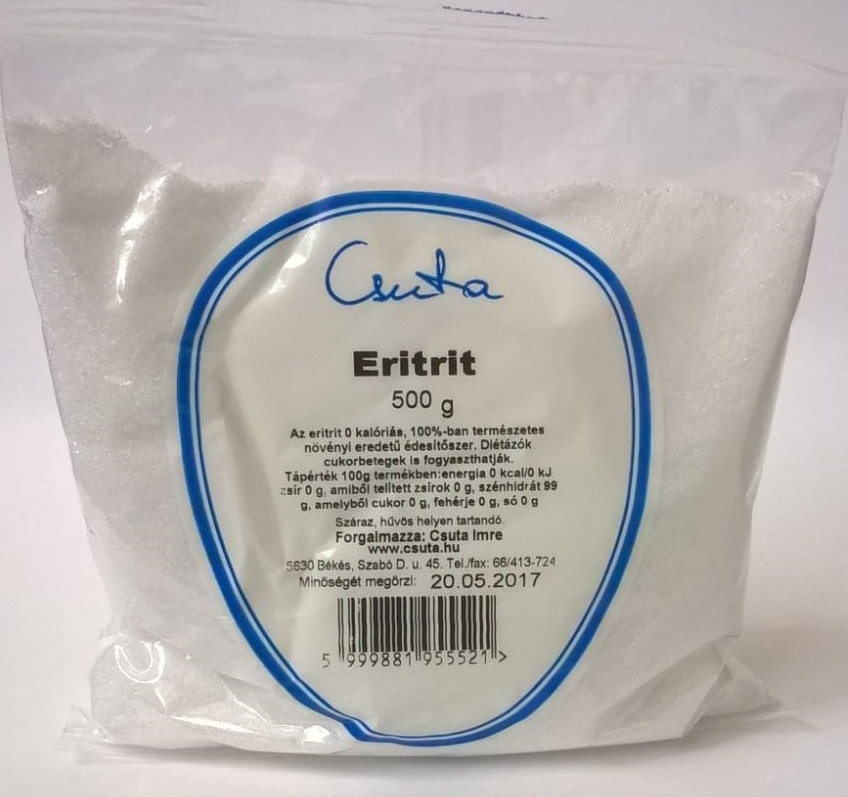 Csuta
Eritrit
500 g
Az eritrit 0 kalóriás, 100%-ban természetes
növényi eredetű édesítőszer. Diétázók
cukorbetegek is fogyaszthatják.
Tápérték 100g termékben:energia 0 kcal/0 kJ
zsír 0 g, amiből telített zsírok 0 g, szénhidrát 99
g, amelyből cukor 0 g, fehérje 0 g, só 0 g
Száraz, hűvös helyen tartandó.
Forgalmazza: Csuta Imre
www.csuta.hu
5630 Békés, Szabó D. u. 45. Tel./fax: 66/413-724
Minőségét megőrzi: 20.05.2017
5 999881 955521 >